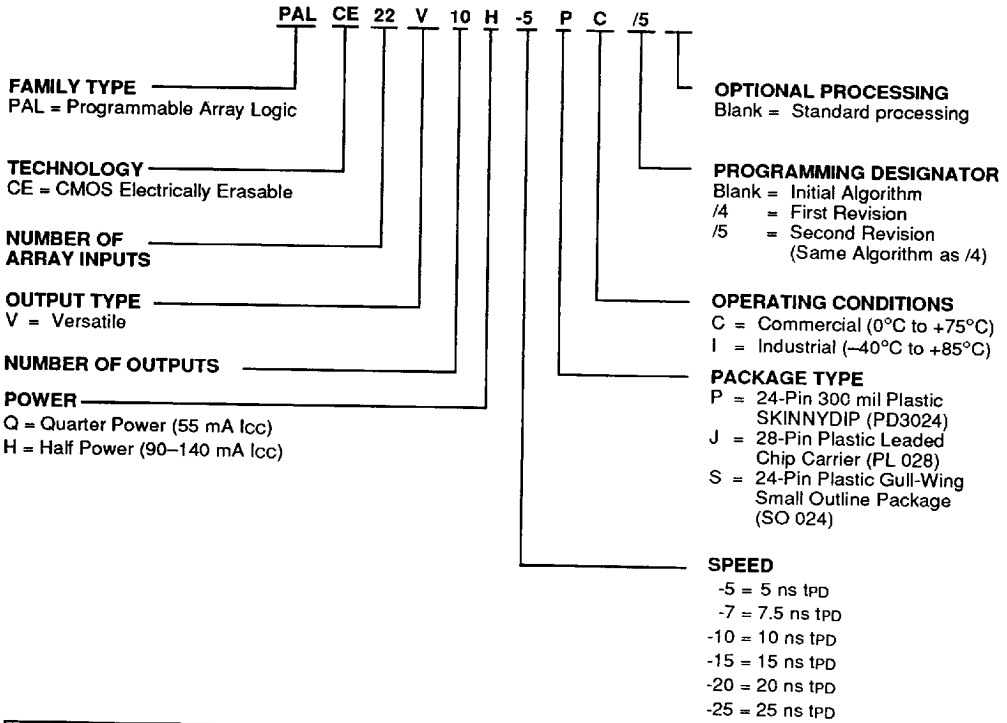 PAL CE 22 V 10 H -5 P C /5
FAMILY TYPE
PAL = Programmable Array Logic
TECHNOLOGY
CE = CMOS Electrically Erasable
NUMBER OF
ARRAY INPUTS
OUTPUT TYPE
V = Versatile
NUMBER OF OUTPUTS
POWER
Q = Quarter Power (55 mA ICC)
H = Half Power (90–140 mA ICC)
OPTIONAL PROCESSING
Blank = Standard processing
PROGRAMMING DESIGNATOR
Blank = Initial Algorithm
/4 = First Revision
/5 = Second Revision
(Same Algorithm as /4)
OPERATING CONDITIONS
C = Commercial (0°C to +75°C)
I = Industrial (–40°C to +85°C)
PACKAGE TYPE
P = 24-Pin 300 mil Plastic
SKINNYDIP (PD3024)
J = 28-Pin Plastic Leaded
Chip Carrier (PL 028)
S = 24-Pin Plastic Gull-Wing
Small Outline Package
(SO 024)
SPEED
-5 = 5 ns tPD
-7 = 7.5 ns tPD
-10 = 10 ns tPD
-15 = 15 ns tPD
-20 = 20 ns tPD
-25 = 25 ns tPD